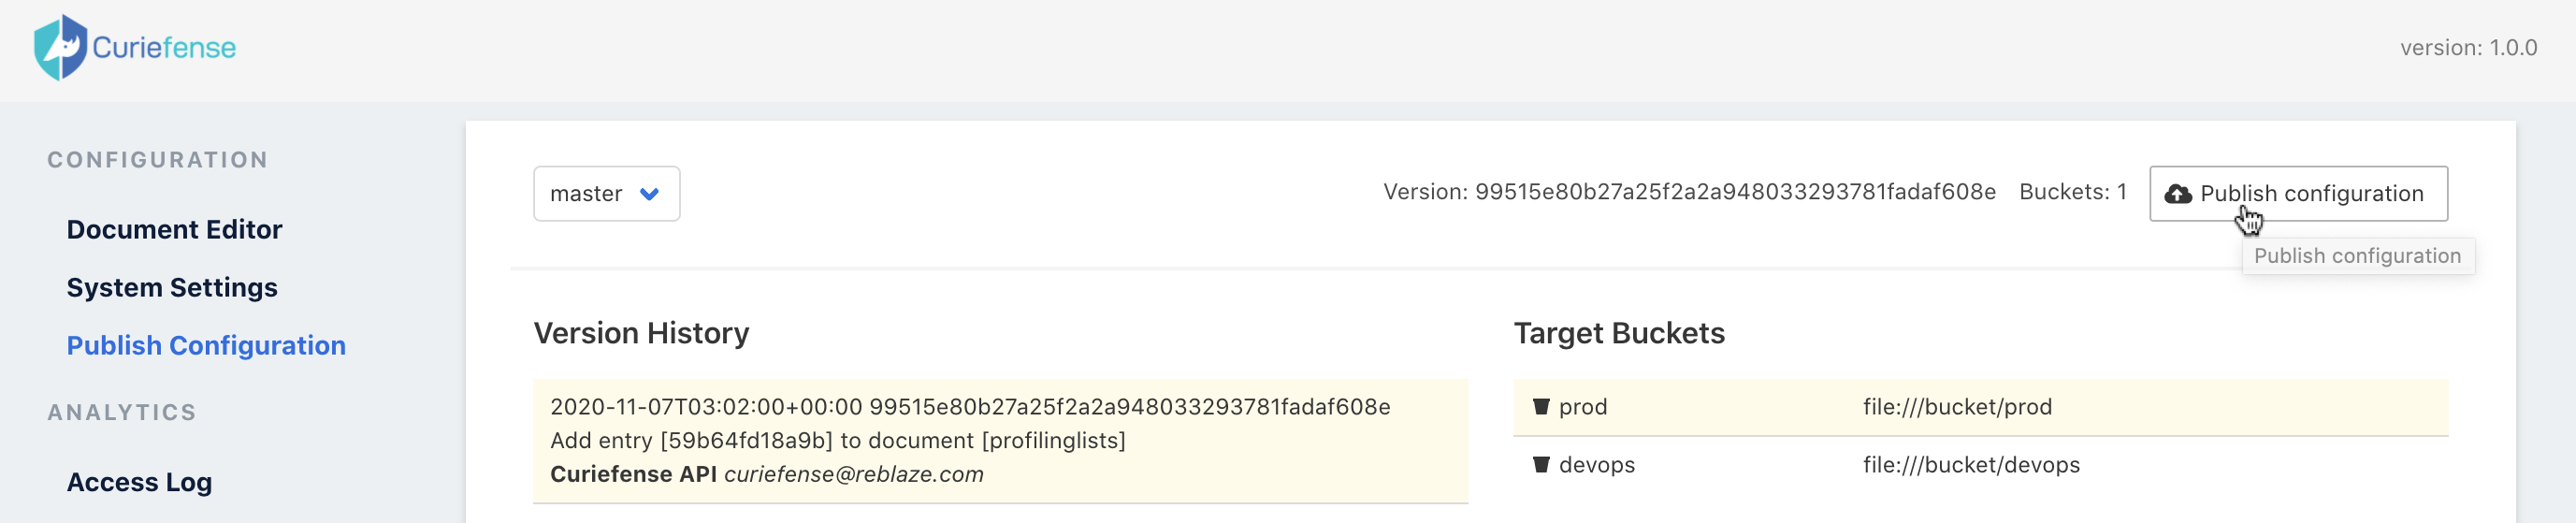 Curiefense
version: 1.0.0
CONFIGURATION
Document Editor
System Settings
Publish Configuration
ANALYTICS
Access Log
master
Version: 99515e80b27a25f2a2a948033293781fadaf608e Buckets: 1
Publish configuration
Publish configuration
Version History
2020-11-07T03:02:00+00:00 99515e80b27a25f2a2a948033293781fadaf608e
Add entry [59b64fd18a9b] to document [profilinglists]
Curiefense API curiefense@reblaze.com
Target Buckets
prod file:///bucket/prod
devops file:///bucket/devops